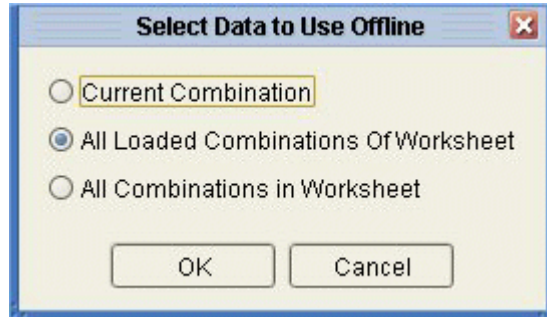 Select Data to Use Offline
Current Combination
All Loaded Combinations Of Worksheet
All Combinations in Worksheet
OK
Cancel